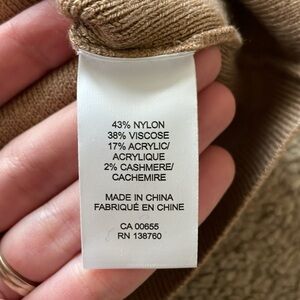 43% NYLON
38% VISCOSE
17% ACRYLIC/
ACRYLIQUE
2% CASHMERE/
CACHEMIRE
MADE IN CHINA
FABRIQUÉ EN CHINE
CA 00655
RN 138760